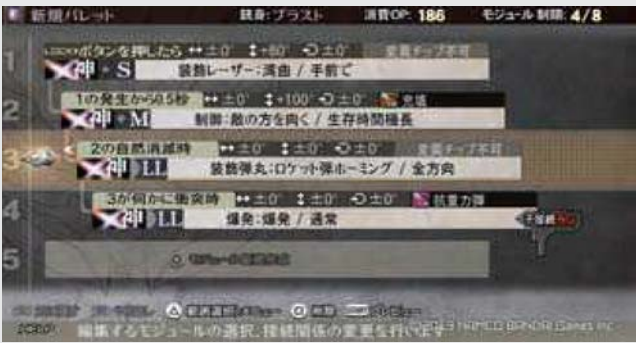 新規バレット 銃身:ブラスト 消費OP: 186 モジュール 制限: 4/8
1 ボタンを押したら ↔ ±0° ↕ +80° ±0° 変異チップ不可
神 S 装飾レーザー:湾曲 / 手前で
2 1の発生から0.5秒 ↔ ±0° ↕ +100° ±0° 充填
神 M 制御:敵の方を向く / 生存時間極長
3 2の自然消滅時 ↔ ±0° ↕ ±0° ±0° 変異チップ不可
神 LL 装飾弾丸:ロケット弾ホーミング / 全方向
4 3が何かに衝突時 ↔ ±0° ↕ ±0° ±0° 抗重力弾
神 LL 爆発:爆発 / 通常
5
編集するモジュールの選択、接続関係の変更を行います
NAMCO BANDAI Games Inc.